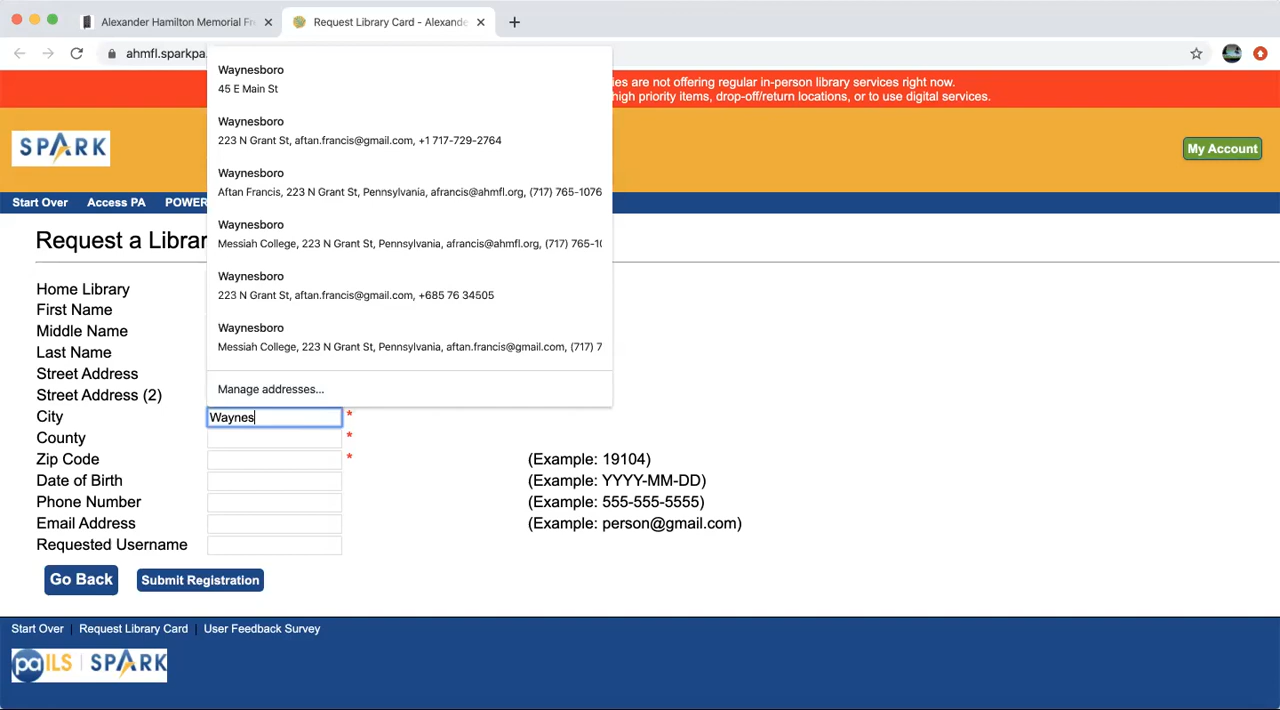 Alexander Hamilton Memorial Fr
Request Library Card - Alexande
ahmfl.sparkpa.
ies are not offering regular in-person library services right now.
high priority items, drop-off/return locations, or to use digital services.
SPARK
My Account
Start Over
Access PA
POWER
Request a Librar
Waynesboro
45 E Main St
Waynesboro
223 N Grant St, aftan.francis@gmail.com, +1 717-729-2764
Waynesboro
Aftan Francis, 223 N Grant St, Pennsylvania, afrancis@ahmfl.org, (717) 765-1076
Waynesboro
Messiah College, 223 N Grant St, Pennsylvania, afrancis@ahmfl.org, (717) 765-10
Waynesboro
223 N Grant St, aftan.francis@gmail.com, +685 76 34505
Waynesboro
Messiah College, 223 N Grant St, Pennsylvania, aftan.francis@gmail.com, (717) 7
Manage addresses...
Home Library
First Name
Middle Name
Last Name
Street Address
Street Address (2)
City Waynes *
County *
Zip Code * (Example: 19104)
Date of Birth (Example: YYYY-MM-DD)
Phone Number (Example: 555-555-5555)
Email Address (Example: person@gmail.com)
Requested Username
Go Back Submit Registration
Start Over | Request Library Card | User Feedback Survey
paILS | SPARK